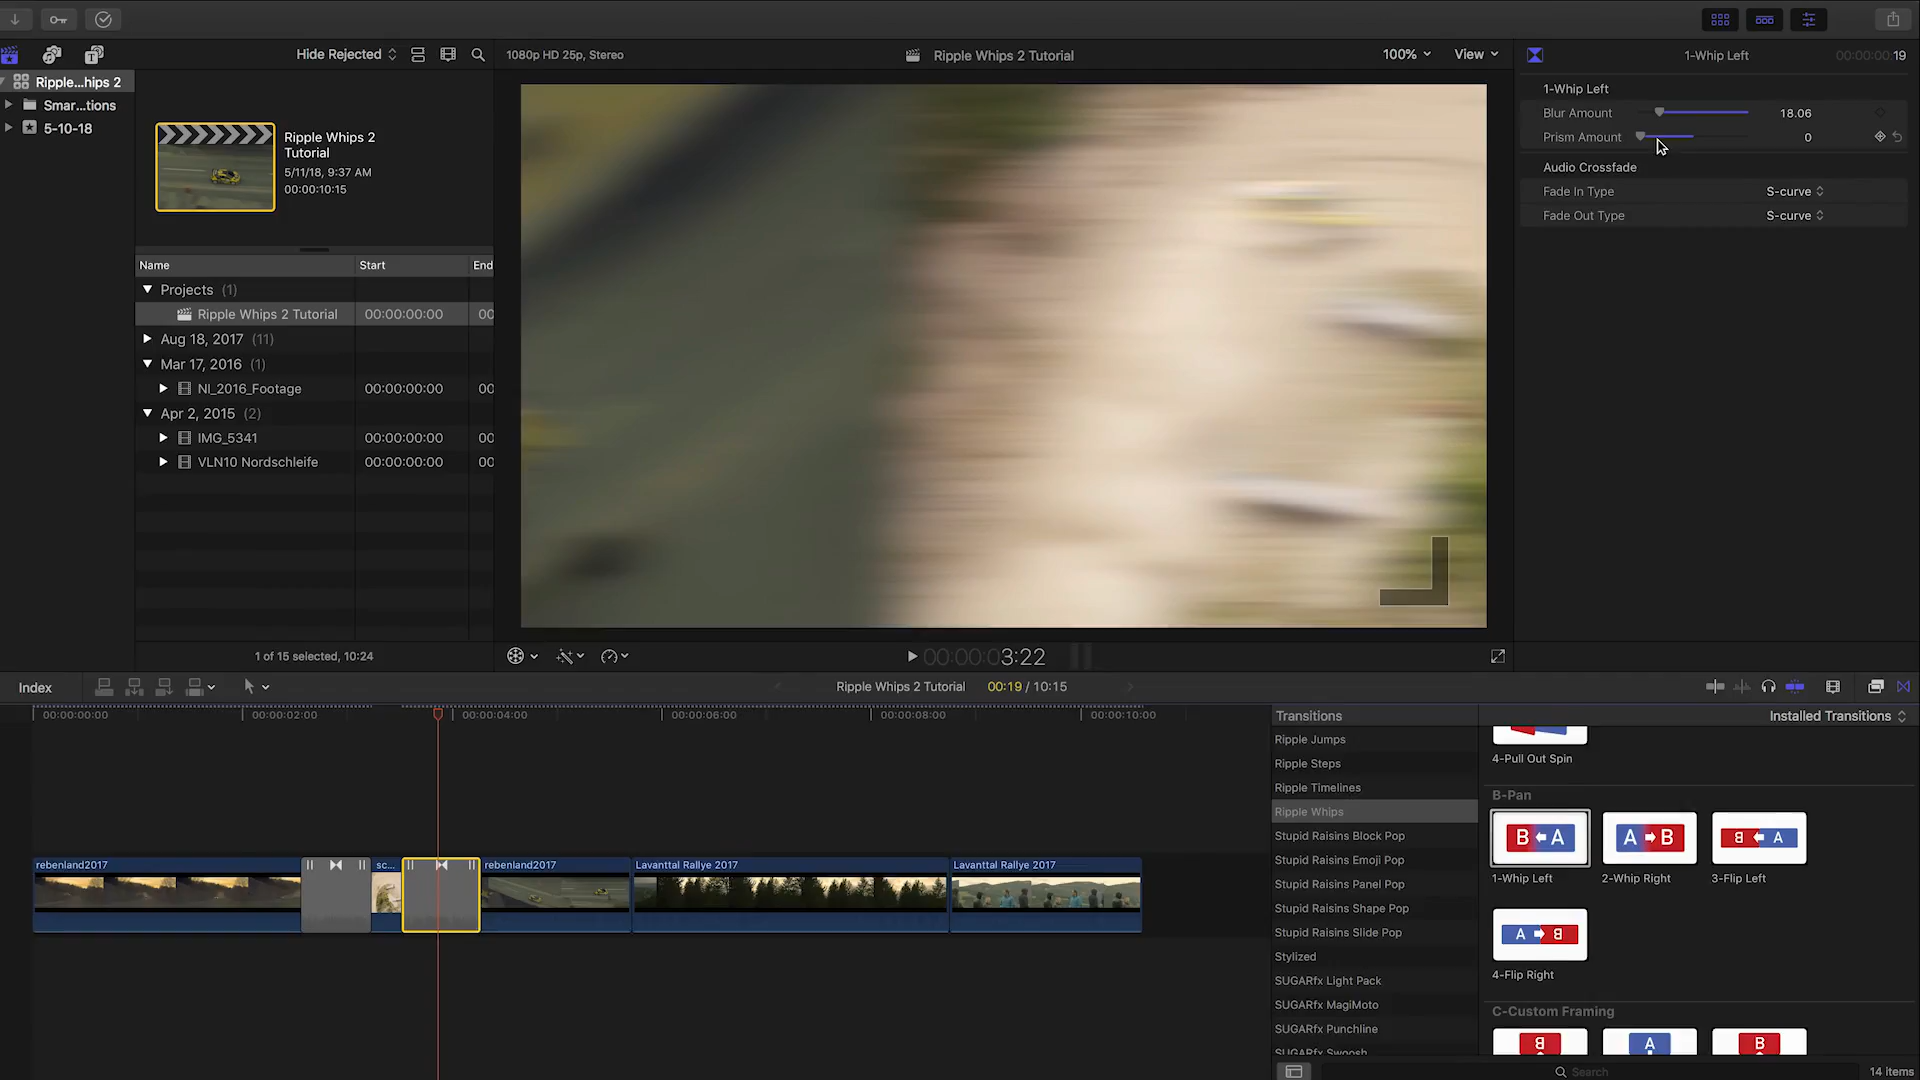 Hide Rejected
1080p HD 25p, Stereo
Ripple Whips 2 Tutorial
100%
View
1-Whip Left
00:00:00:19
Ripple...hips 2
Smar...tions
5-10-18
Ripple Whips 2
Tutorial
5/11/18, 9:37 AM
00:00:10:15
1-Whip Left
Blur Amount
18.06
Prism Amount
0
Audio Crossfade
Fade In Type
S-curve
Fade Out Type
S-curve
Name
Start
End
Projects (1)
Ripple Whips 2 Tutorial
00:00:00:00
00
Aug 18, 2017 (11)
Mar 17, 2016 (1)
NI_2016_Footage
00:00:00:00
00
Apr 2, 2015 (2)
IMG_5341
00:00:00:00
00
VLN10 Nordschleife
00:00:00:00
00
1 of 15 selected, 10:24
00:00:03:22
Index
Ripple Whips 2 Tutorial
00:19 / 10:15
00:00:00:00
00:00:02:00
00:00:04:00
00:00:06:00
00:00:08:00
00:00:10:00
rebenland2017
sc...
rebenland2017
Lavanttal Rallye 2017
Lavanttal Rallye 2017
Transitions
Installed Transitions
Ripple Jumps
Ripple Steps
Ripple Timelines
Ripple Whips
Stupid Raisins Block Pop
Stupid Raisins Emoji Pop
Stupid Raisins Panel Pop
Stupid Raisins Shape Pop
Stupid Raisins Slide Pop
Stylized
SUGARfx Light Pack
SUGARfx MagiMoto
SUGARfx Punchline
SUGARfx Swoosh
4-Pull Out Spin
B-Pan
B A
A B
B A
1-Whip Left
2-Whip Right
3-Flip Left
A B
4-Flip Right
C-Custom Framing
B
A
B
Search
14 items